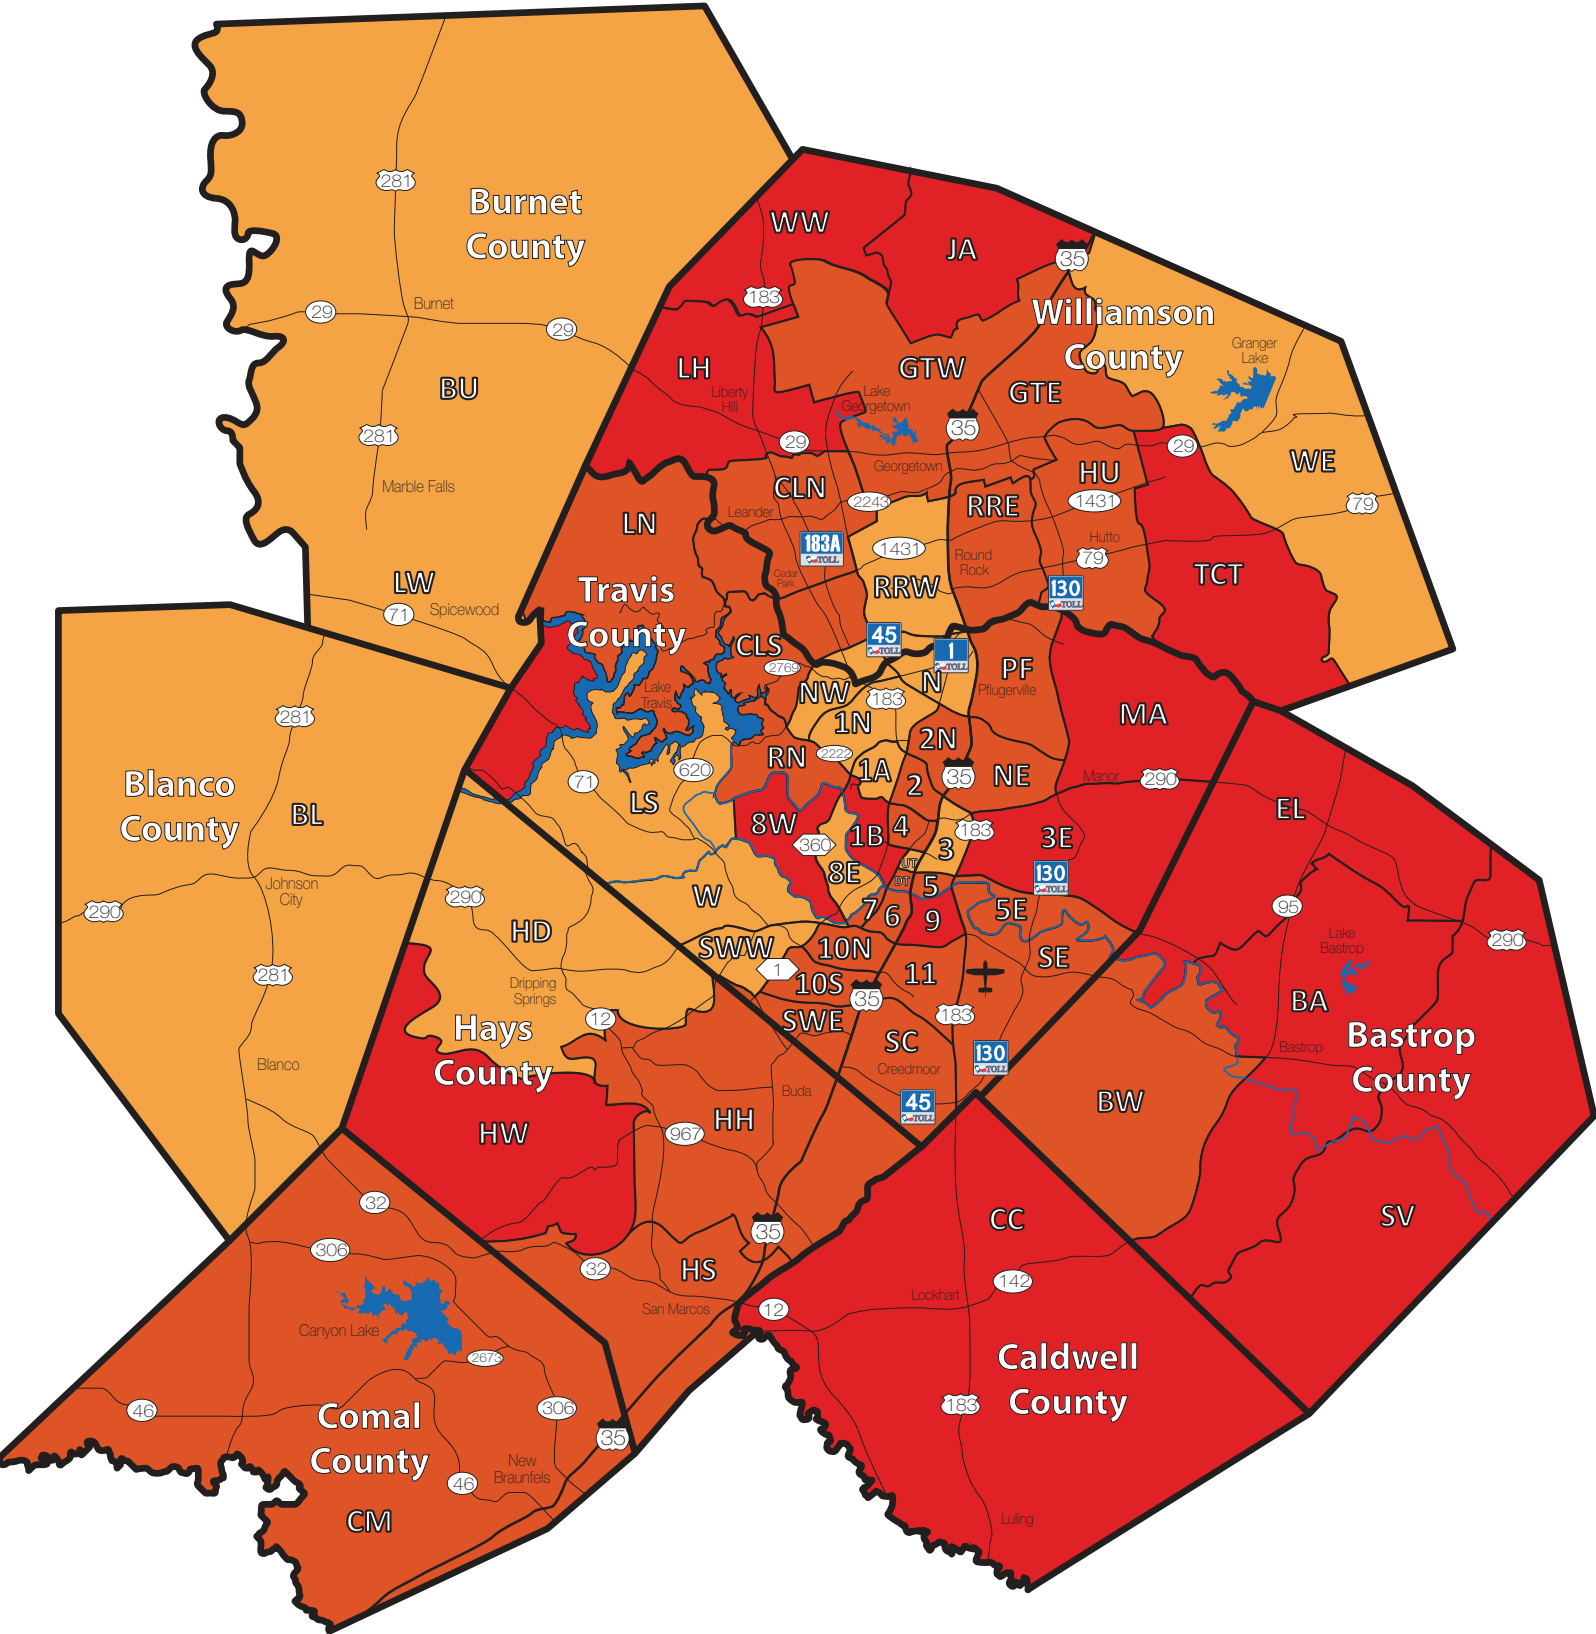 281
Burnet
County
WW
JA
35
183
29
Burnet
29
Williamson
County
Granger
Lake
LH
GTW
BU
Liberty
Hill
Lake
Georgetown
GTE
281
35
29
29
Georgetown
WE
Marble Falls
CLN
HU
2243
1431
79
LN
Leander
RRE
183A
TOLL
1431
Round
Rock
Hutto
79
Cedar
Park
TCT
LW
71
Spicewood
Travis
County
RRW
130
TOLL
45
TOLL
1
TOLL
CLS
2769
PF
Pflugerville
N
NW
183
Lake
Travis
281
MA
1N
2N
RN
2222
620
71
1A
2
35
NE
Manor
290
Blanco
County
BL
LS
EL
8W
360
1B
4
183
3E
3
UT
DT
8E
5
130
TOLL
Johnson
City
290
290
W
7
6
9
5E
95
HD
SWW
10N
SE
Lake
Bastrop
290
281
1
10S
11
35
Dripping
Springs
12
BA
Hays
County
SWE
183
SC
Bastrop
County
Bastrop
Blanco
Creedmoor
130
TOLL
Buda
45
TOLL
BW
HW
HH
967
32
CC
SV
306
35
32
HS
142
Lockhart
San Marcos
12
Canyon Lake
2673
Caldwell
County
46
306
183
Comal
County
35
New
Braunfels
46
CM
Luling